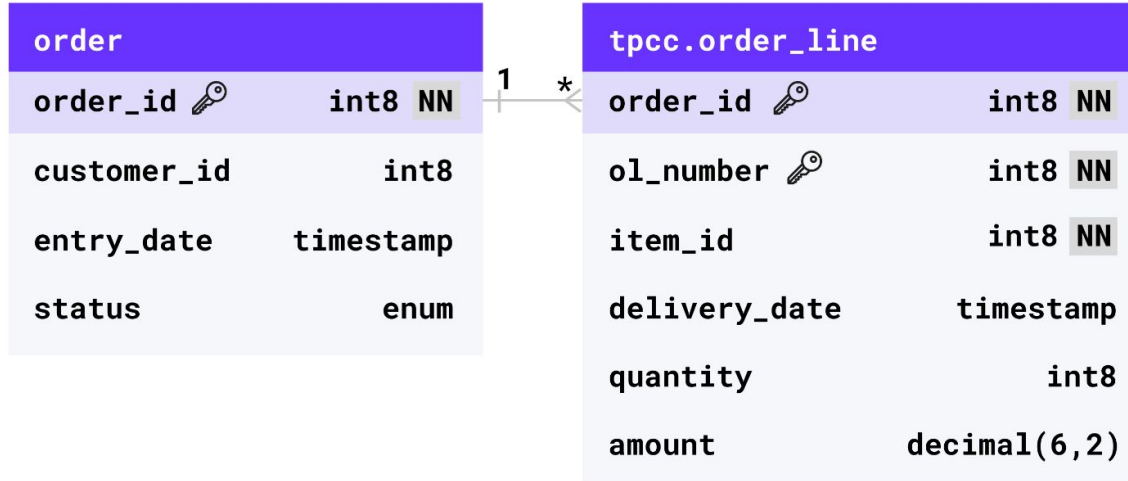 order
order_id int8 NN
customer_id int8
entry_date timestamp
status enum
1 *
tpcc.order_line
order_id int8 NN
ol_number int8 NN
item_id int8 NN
delivery_date timestamp
quantity int8
amount decimal(6,2)